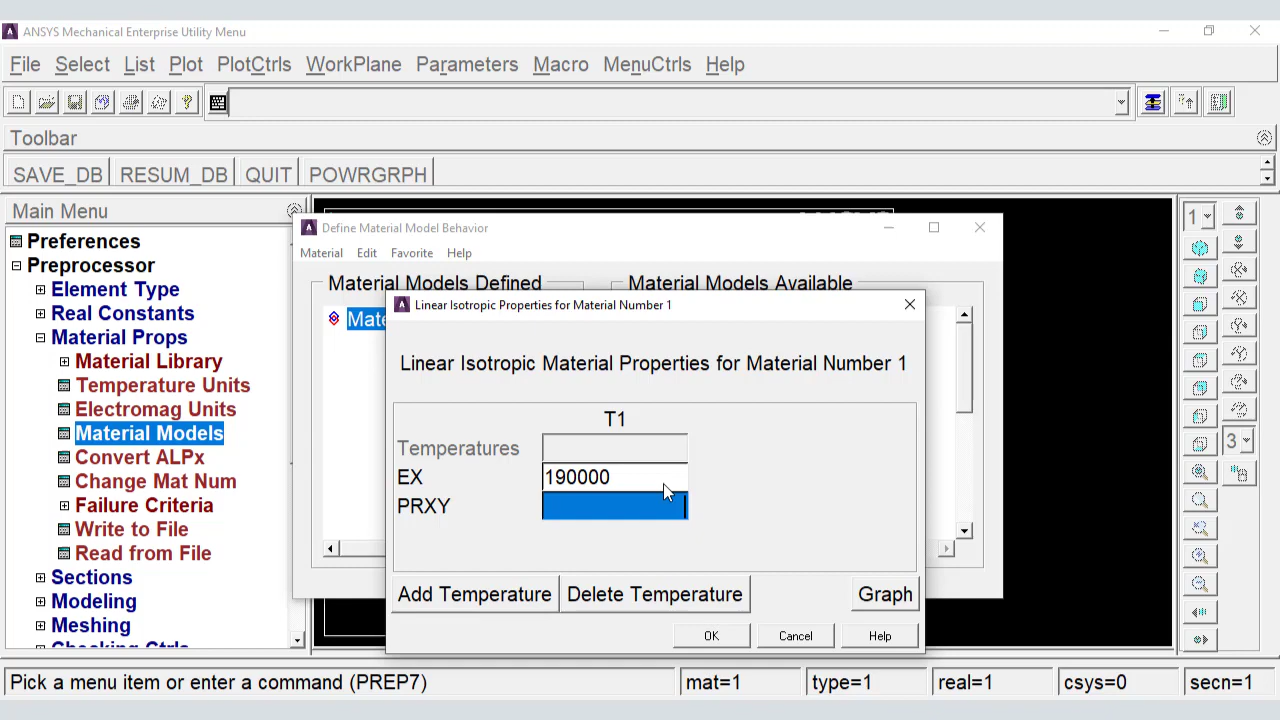 ANSYS Mechanical Enterprise Utility Menu
File Select List Plot PlotCtrls WorkPlane Parameters Macro MenuCtrls Help
Toolbar
SAVE_DB RESUM_DB QUIT POWRGRPH
Main Menu
Preferences
Preprocessor
Element Type
Real Constants
Material Props
Material Library
Temperature Units
Electromag Units
Material Models
Convert ALPx
Change Mat Num
Failure Criteria
Write to File
Read from File
Sections
Modeling
Meshing
Checking Ctrls
Define Material Model Behavior
Material Edit Favorite Help
Material Models Defined
Material Models Available
Mate
Linear Isotropic Properties for Material Number 1
Linear Isotropic Material Properties for Material Number 1
T1
Temperatures
EX 190000
PRXY
Add Temperature Delete Temperature Graph
OK Cancel Help
1
3
Pick a menu item or enter a command (PREP7) mat=1 type=1 real=1 csys=0 secn=1